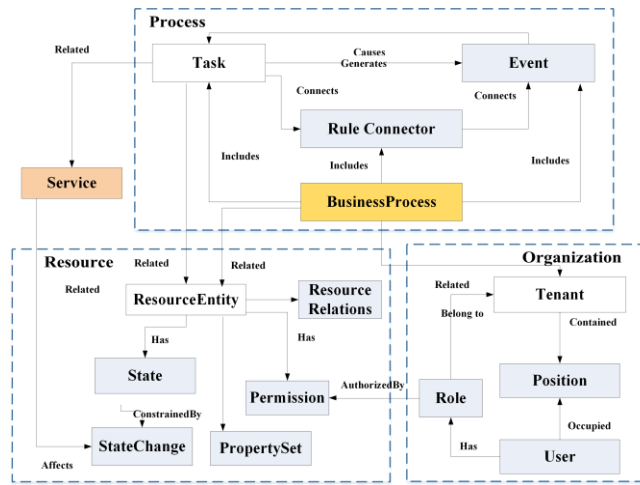 Process
Related
Task
Causes
Generates
Event
Connects
Connects
Rule Connector
Includes
Includes
Includes
Service
BusinessProcess
Resource
Related
Related
Related
ResourceEntity
Resource
Relations
Has
Has
State
Permission
ConstrainedBy
StateChange
PropertySet
Affects
Organization
Related
Tenant
Belong to
Contained
AuthorizedBy
Role
Position
Has
Occupied
User